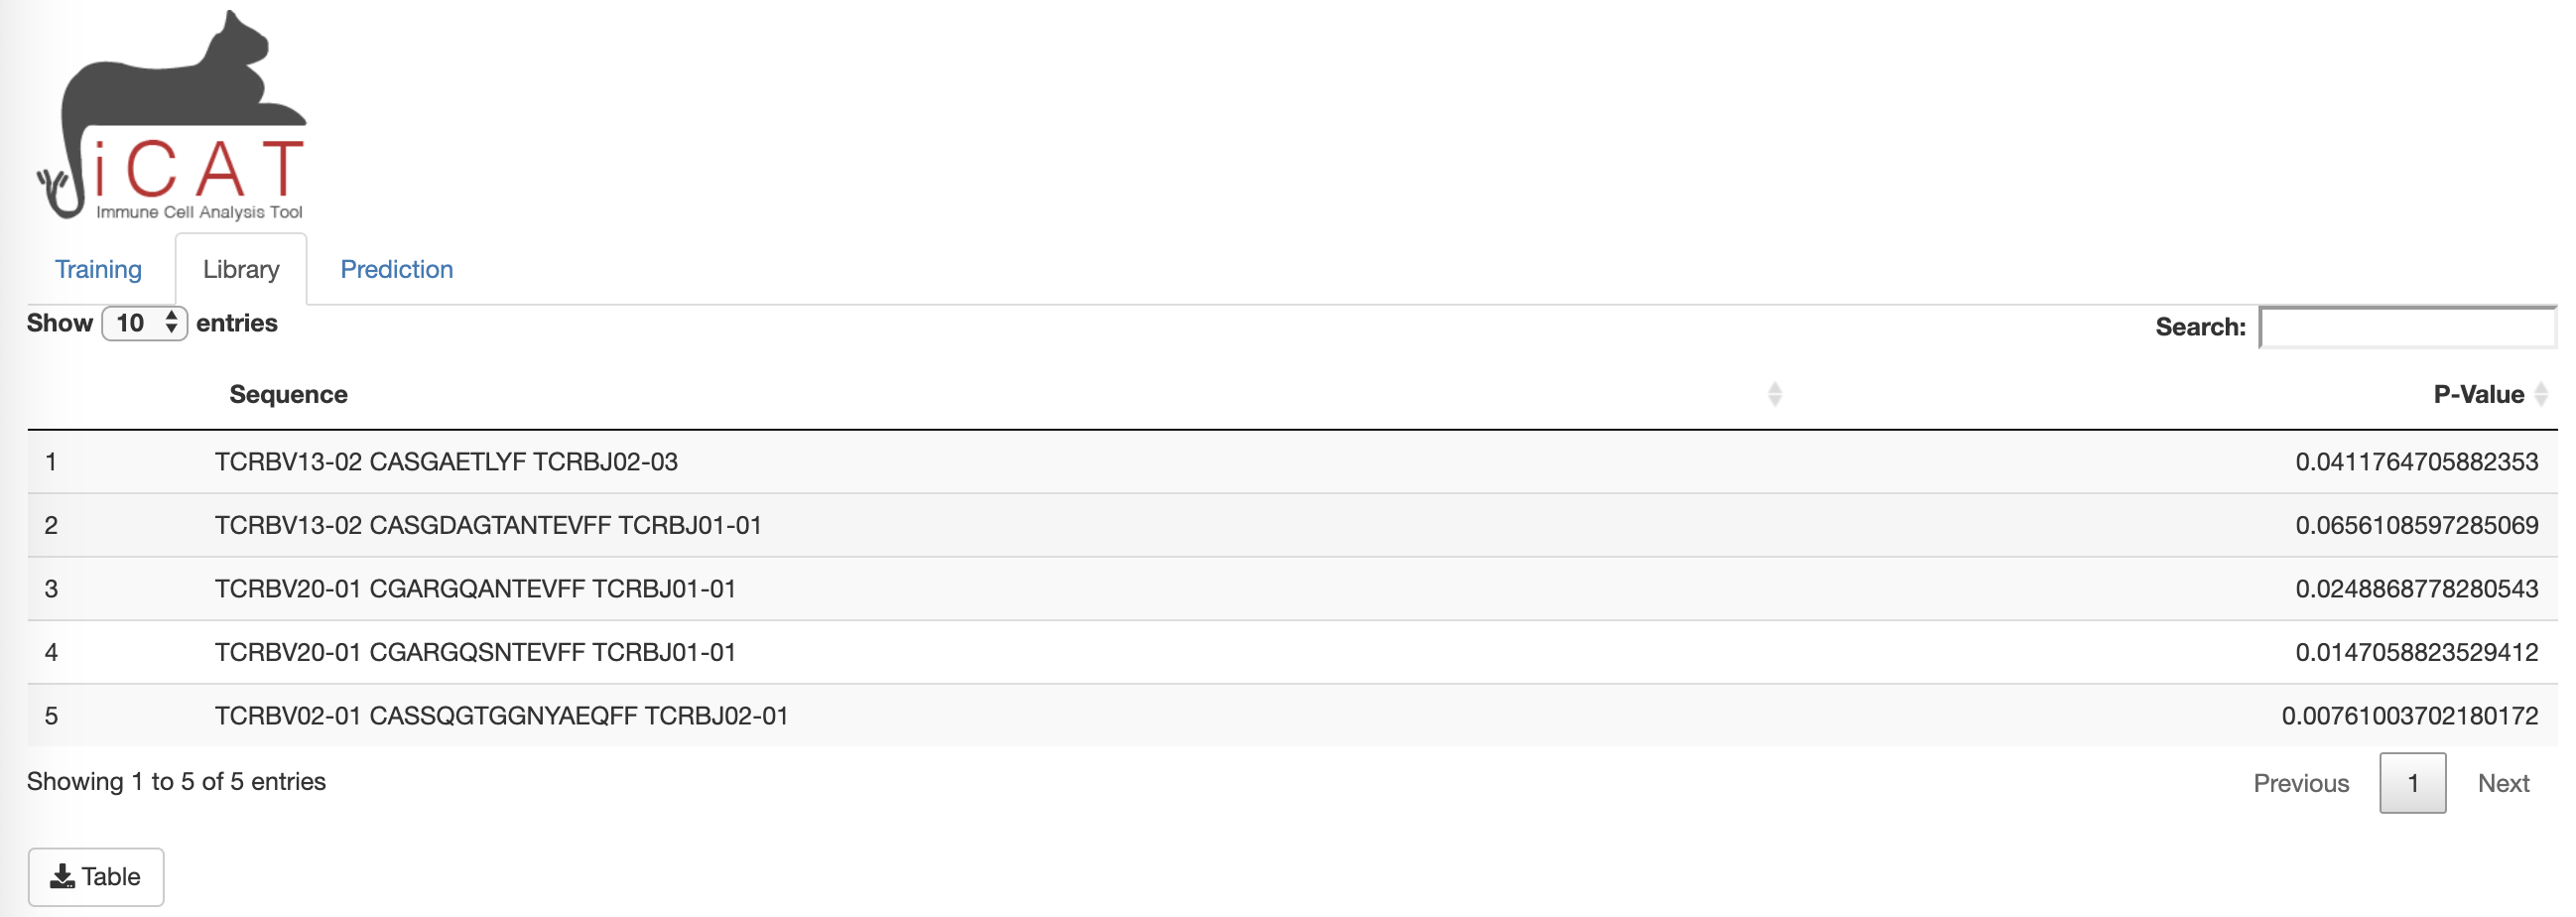 iCAT
Immune Cell Analysis Tool
Training Library Prediction
Show 10 entries Search:
Sequence P-Value
1 TCRBV13-02 CASGAETLYF TCRBJ02-03 0.0411764705882353
2 TCRBV13-02 CASGDAGTANTEVFF TCRBJ01-01 0.0656108597285069
3 TCRBV20-01 CGARGQANTEVFF TCRBJ01-01 0.0248868778280543
4 TCRBV20-01 CGARGQSNTEVFF TCRBJ01-01 0.0147058823529412
5 TCRBV02-01 CASSQGTGGNYAEQFF TCRBJ02-01 0.00761003702180172
Showing 1 to 5 of 5 entries Previous 1 Next
Table